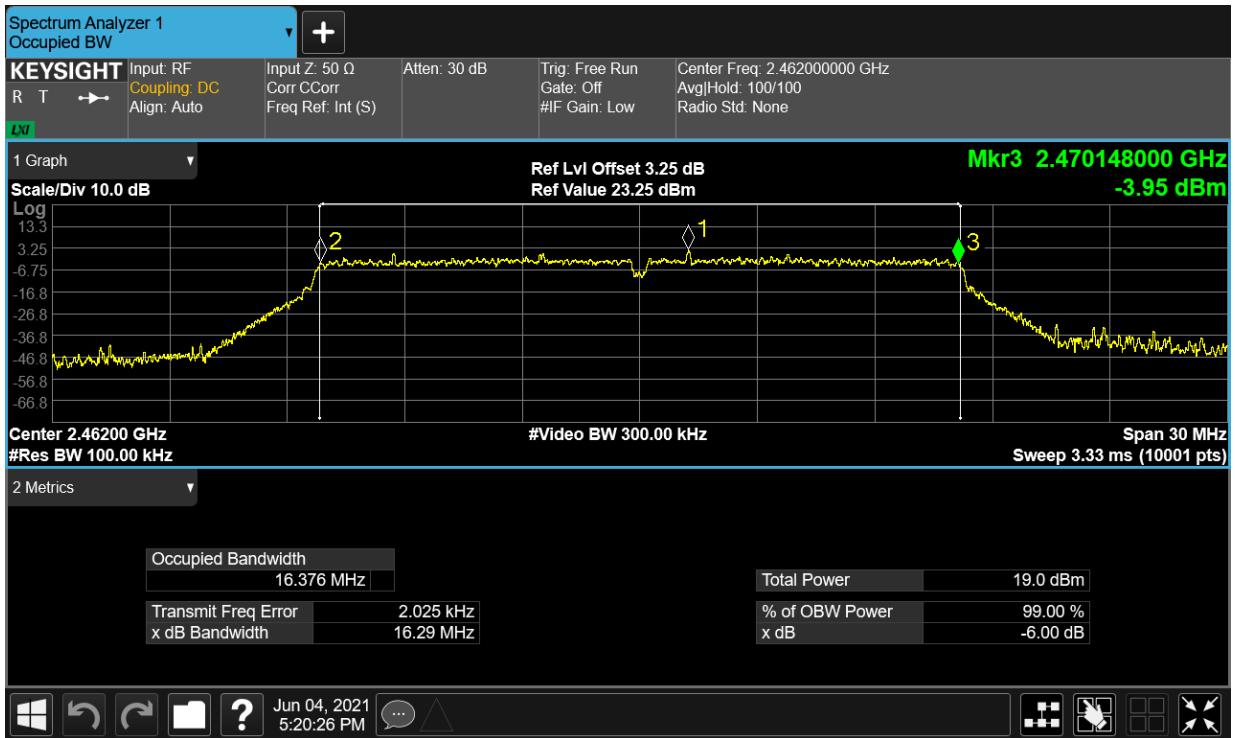 Spectrum Analyzer 1
Occupied BW
KEYSIGHT
R T
LXI
Input: RF
Coupling: DC
Align: Auto
Input Z: 50 Ω
Corr CCorr
Freq Ref: Int (S)
Atten: 30 dB
Trig: Free Run
Gate: Off
#IF Gain: Low
Center Freq: 2.462000000 GHz
Avg|Hold: 100/100
Radio Std: None
1 Graph
Scale/Div 10.0 dB
Ref Lvl Offset 3.25 dB
Ref Value 23.25 dBm
Mkr3 2.470148000 GHz
-3.95 dBm
Log
13.3
3.25
-6.75
-16.8
-26.8
-36.8
-46.8
-56.8
-66.8
2
1
3
Center 2.46200 GHz
#Video BW 300.00 kHz
Span 30 MHz
#Res BW 100.00 kHz
Sweep 3.33 ms (10001 pts)
2 Metrics
Occupied Bandwidth
16.376 MHz
Transmit Freq Error 2.025 kHz
x dB Bandwidth 16.29 MHz
Total Power 19.0 dBm
% of OBW Power 99.00 %
x dB -6.00 dB
?
Jun 04, 2021
5:20:26 PM